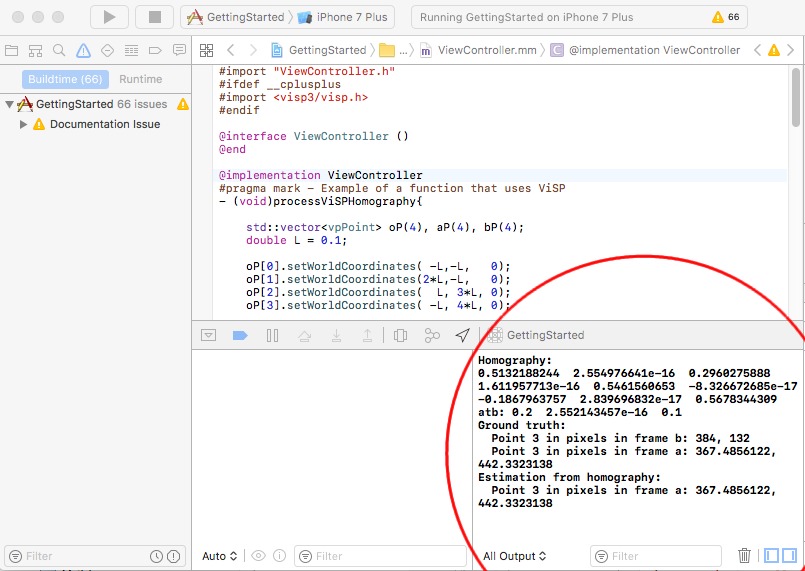 GettingStarted iPhone 7 Plus
Running GettingStarted on iPhone 7 Plus
66
GettingStarted ... ViewController.mm @implementation ViewController
Buildtime (66) Runtime
GettingStarted 66 issues
Documentation Issue
#import "ViewController.h"
#ifdef __cplusplus
#import <visp3/visp.h>
#endif
@interface ViewController ()
@end
@implementation ViewController
#pragma mark - Example of a function that uses ViSP
- (void)processViSPHomography{
std::vector<vpPoint> oP(4), aP(4), bP(4);
double L = 0.1;
oP[0].setWorldCoordinates( -L,-L,   0);
oP[1].setWorldCoordinates(2*L,-L,   0);
oP[2].setWorldCoordinates(  L, 3*L, 0);
oP[3].setWorldCoordinates( -L, 4*L, 0);
GettingStarted
Homography:
0.5132188244  2.554976641e-16  0.2960275888
1.611957713e-16  0.5461560653  -8.326672685e-17
-0.1867963757  2.839696832e-17  0.5678344309
atb: 0.2  2.552143457e-16  0.1
Ground truth:
Point 3 in pixels in frame b: 384, 132
Point 3 in pixels in frame a: 367.4856122,
442.3323138
Estimation from homography:
Point 3 in pixels in frame a: 367.4856122,
442.3323138
Filter
Auto
Filter
All Output
Filter